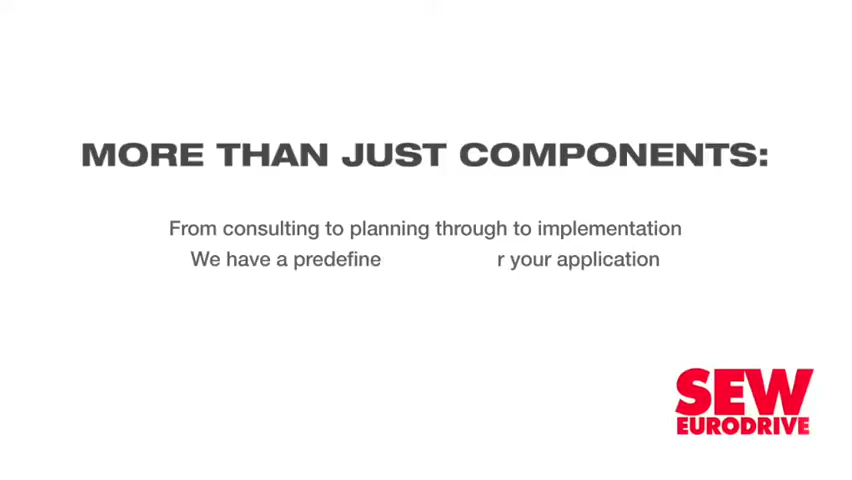 MORE THAN JUST COMPONENTS:
From consulting to planning through to implementation
We have a predefine r your application
SEW
EURODRIVE